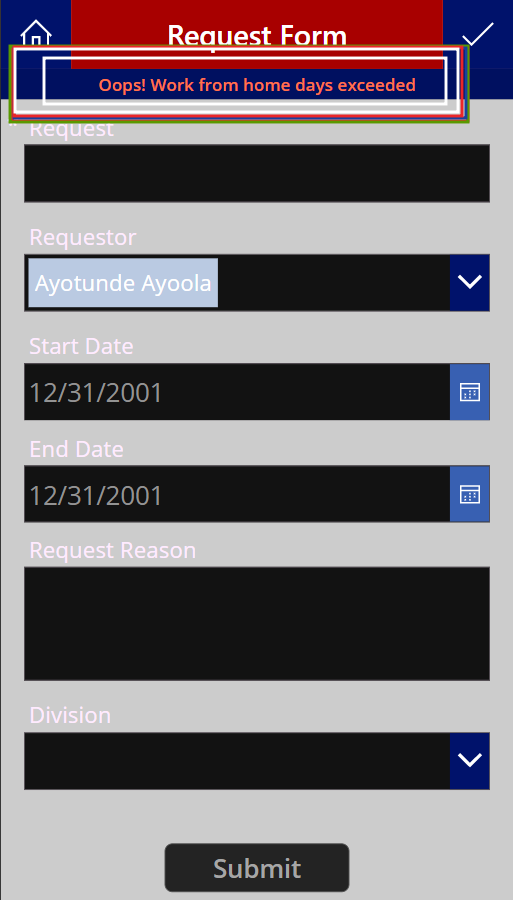 Request Form
Oops! Work from home days exceeded
Request
Requestor
Ayotunde Ayoola
Start Date
12/31/2001
End Date
12/31/2001
Request Reason
Division
Submit